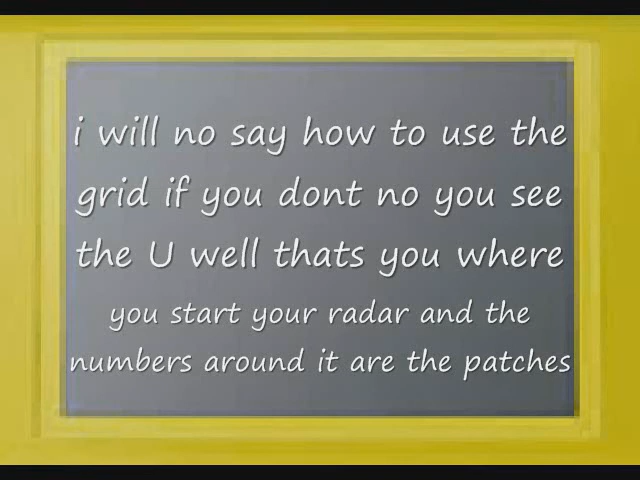 i will no say how to use the
grid if you dont no you see
the U well thats you where
you start your radar and the
numbers around it are the patches